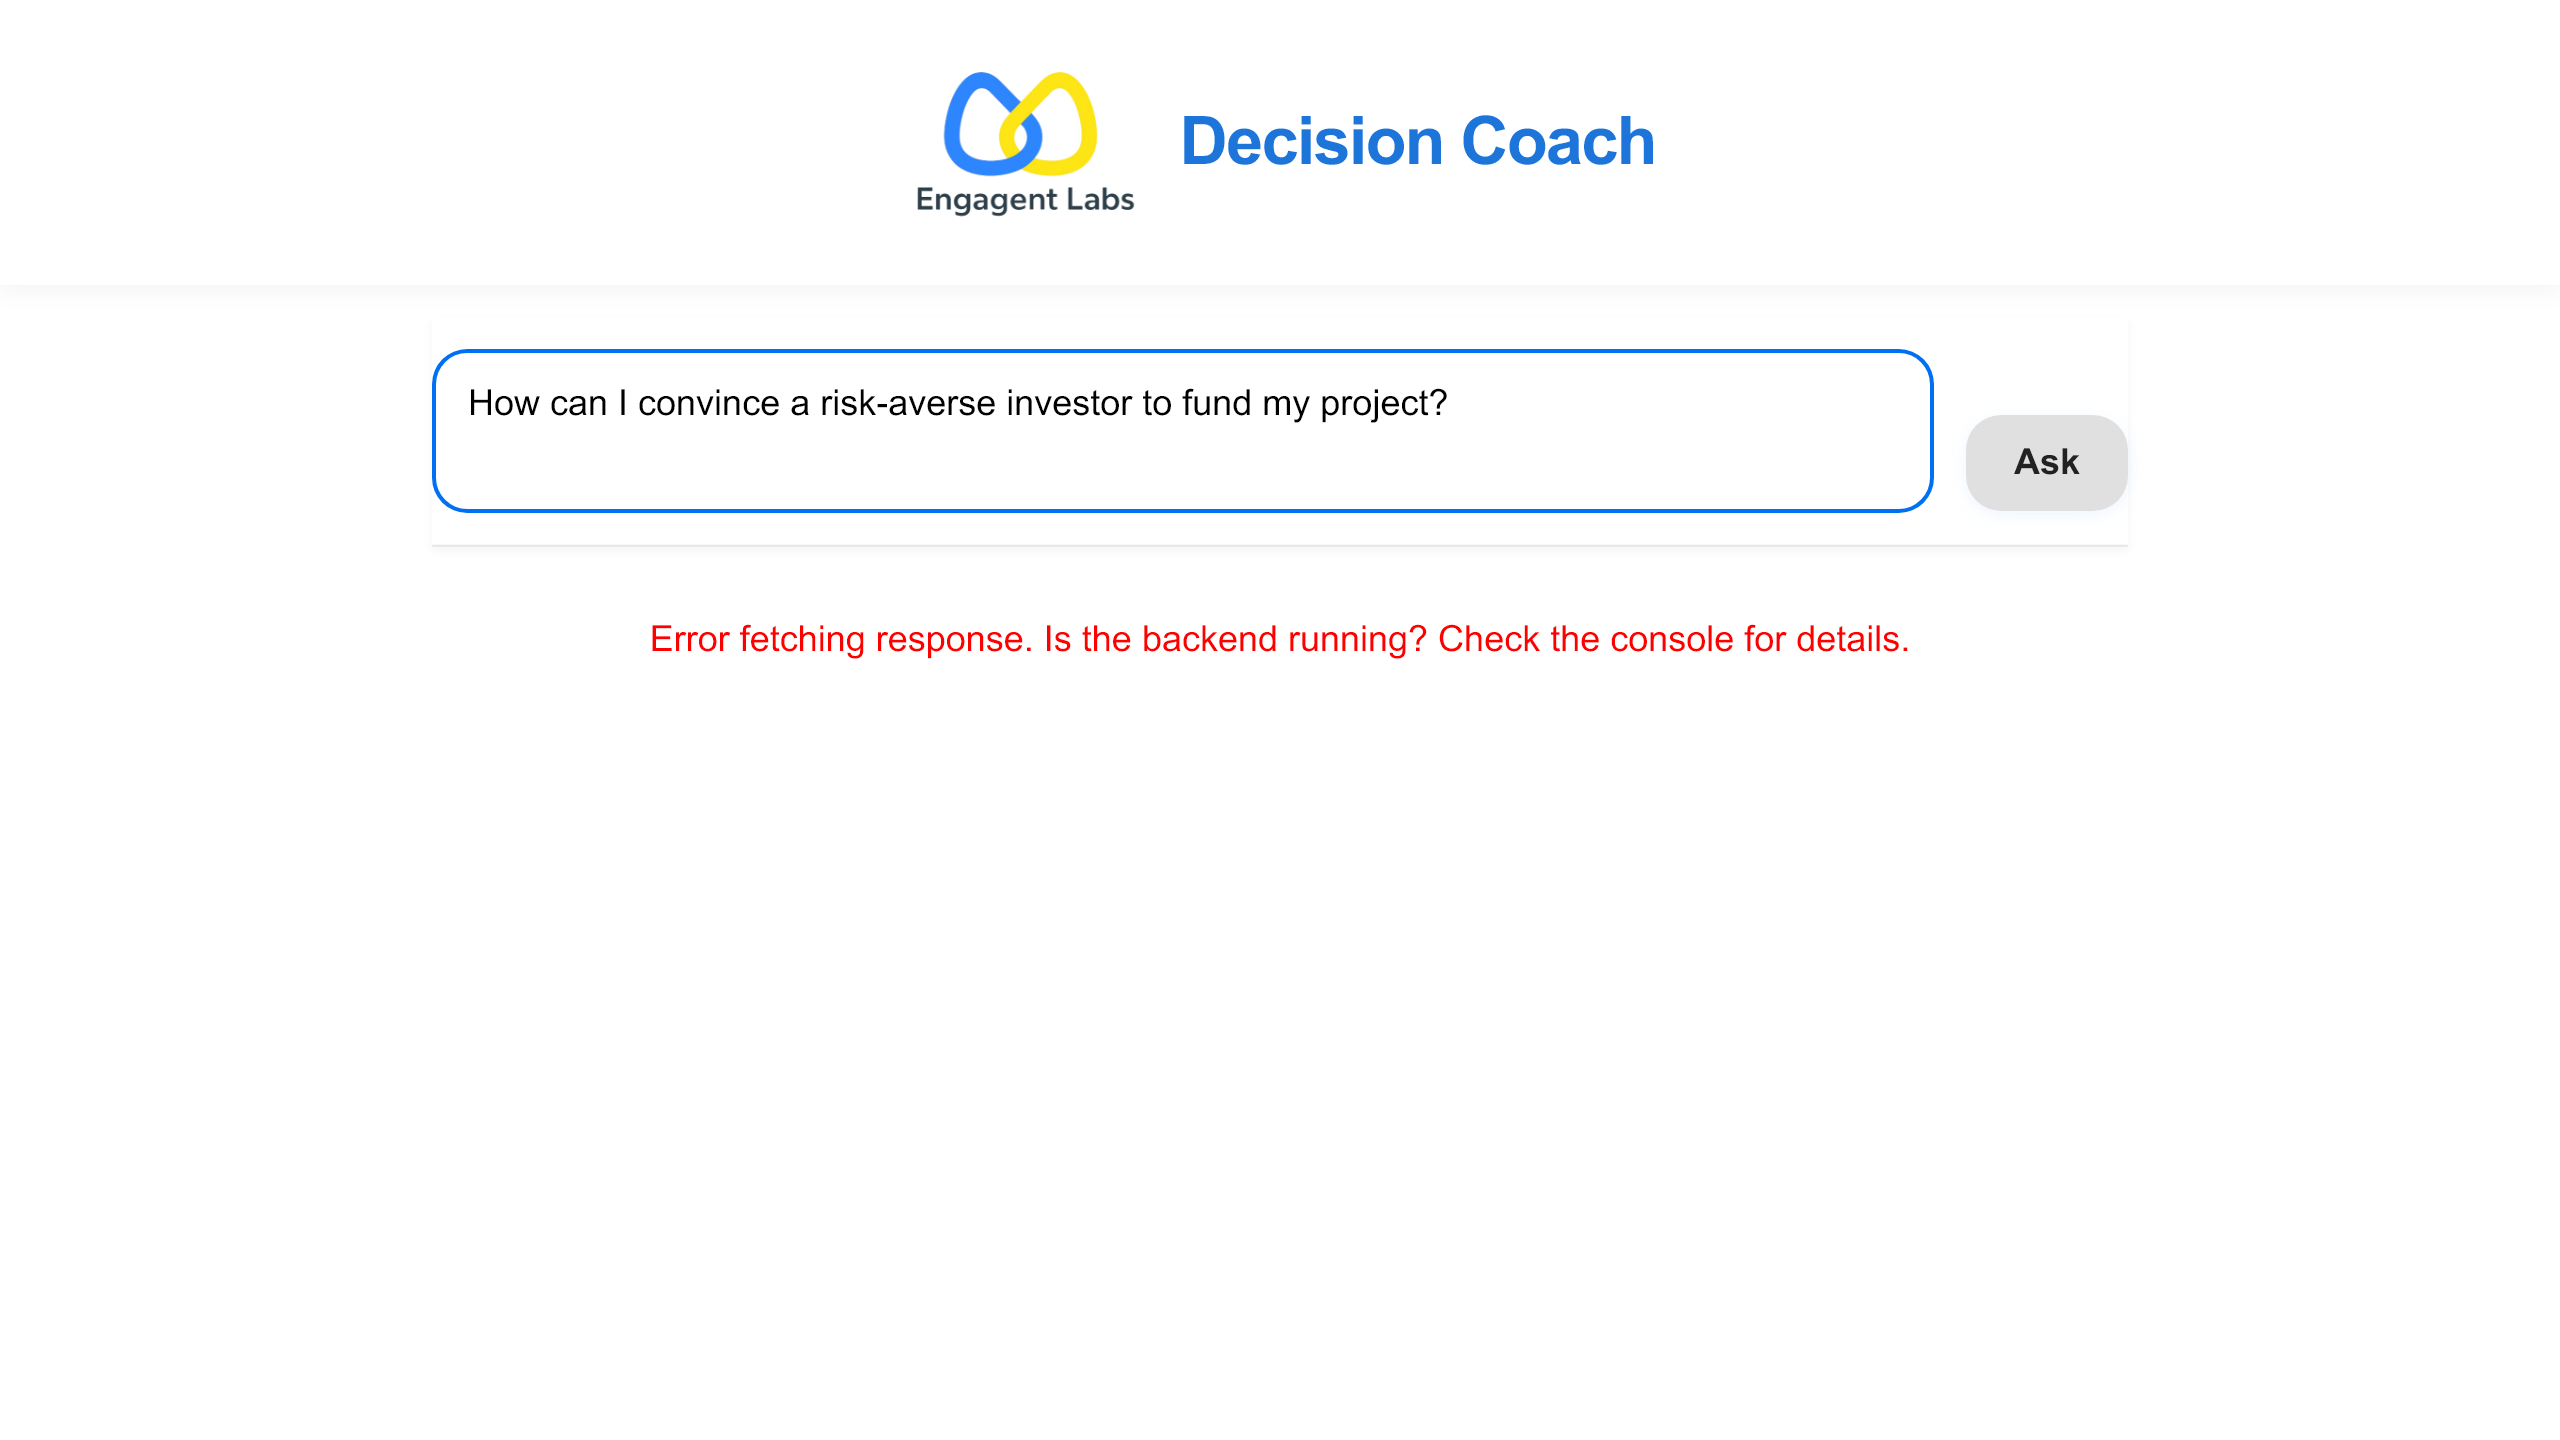 Engagent Labs
Decision Coach
How can I convince a risk-averse investor to fund my project?
Ask
Error fetching response. Is the backend running? Check the console for details.